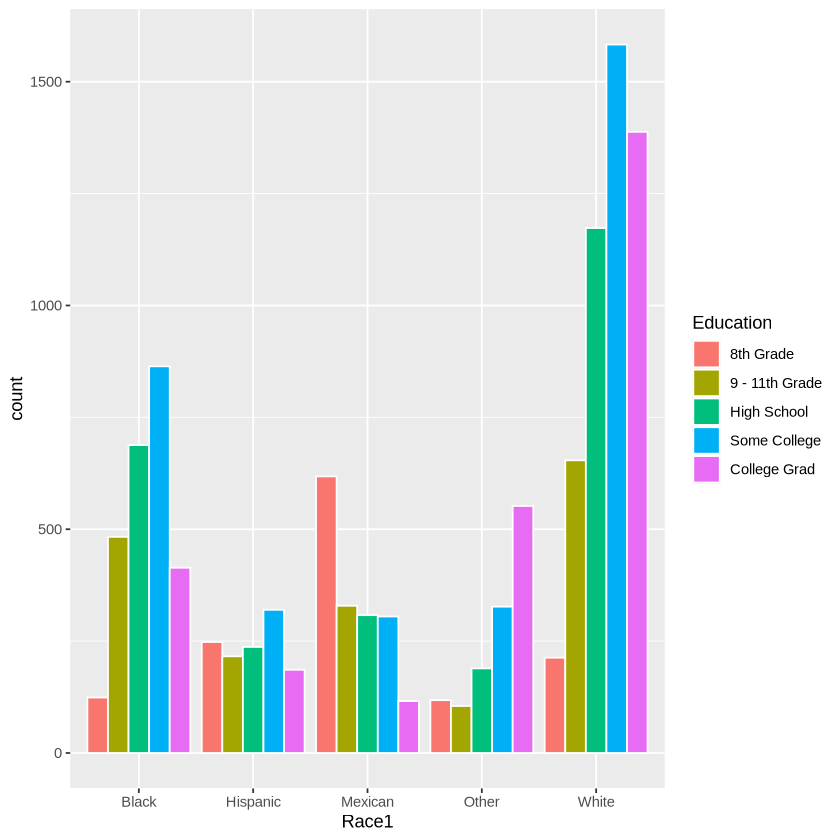 1500
1000
500
0
count
Black Hispanic Mexican Other White
Race1
Education
8th Grade
9 - 11th Grade
High School
Some College
College Grad